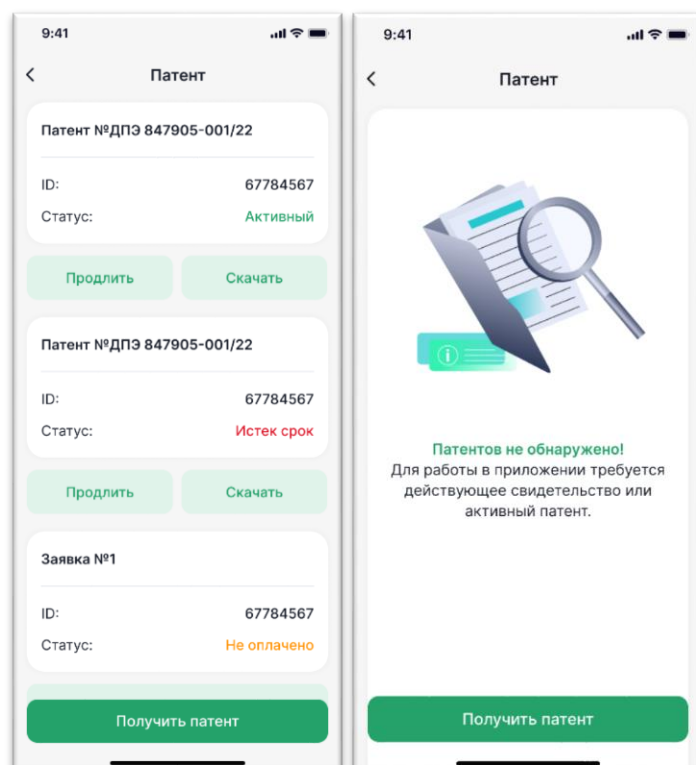 9:41
Патент
Патент №ДПЭ 847905-001/22
ID: 67784567
Статус: Активный
Продлить Скачать
Патент №ДПЭ 847905-001/22
ID: 67784567
Статус: Истек срок
Продлить Скачать
Заявка №1
ID: 67784567
Статус: Не оплачено
Получить патент
9:41
Патент
Патентов не обнаружено!
Для работы в приложении требуется
действующее свидетельство или
активный патент.
Получить патент